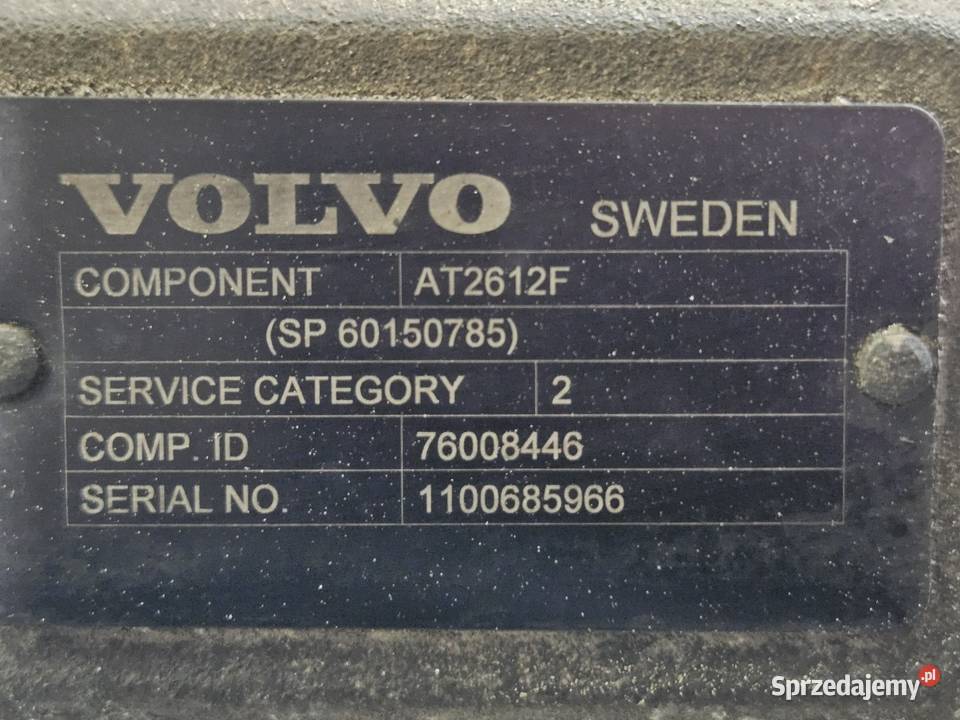 VOLVO SWEDEN
COMPONENT AT2612F
(SP 60150785)
SERVICE CATEGORY 2
COMP. ID 76008446
SERIAL NO. 1100685966
Sprzedajemy.pl